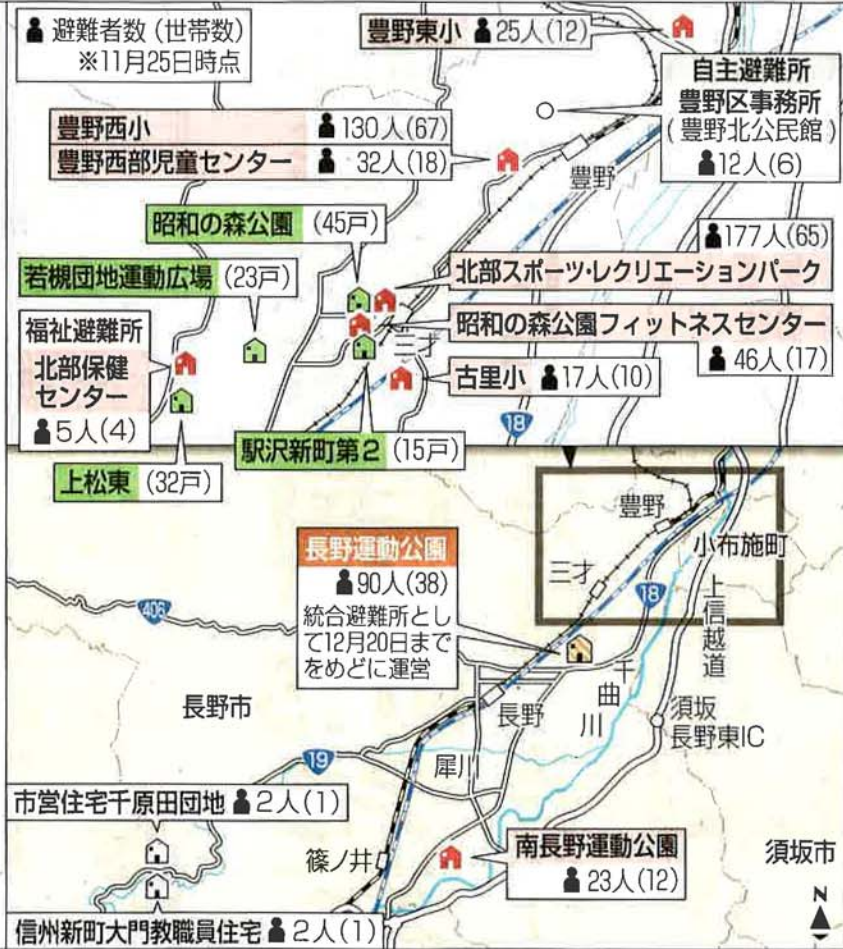 避難者数(世帯数)
※11月25日時点
豊野東小 25人(12)
自主避難所
豊野区事務所
(豊野北公民館)
12人(6)
豊野西小 130人(67)
豊野西部児童センター 32人(18)
豊野
昭和の森公園 (45戸)
177人(65)
北部スポーツ・レクリエーションパーク
若槻団地運動広場 (23戸)
昭和の森公園フィットネスセンター
46人(17)
三才
福祉避難所
北部保健
センター
5人(4)
古里小 17人(10)
18
駅沢新町第2 (15戸)
上松東 (32戸)
豊野
小布施町
三才
18
上信越道
長野運動公園
90人(38)
統合避難所とし
て12月20日まで
をめどに運営
406
長野市
長野
千曲川
須坂
長野東IC
19
犀川
市営住宅千原田団地 2人(1)
篠ノ井
南長野運動公園
23人(12)
須坂市
信州新町大門教職員住宅 2人(1)
N